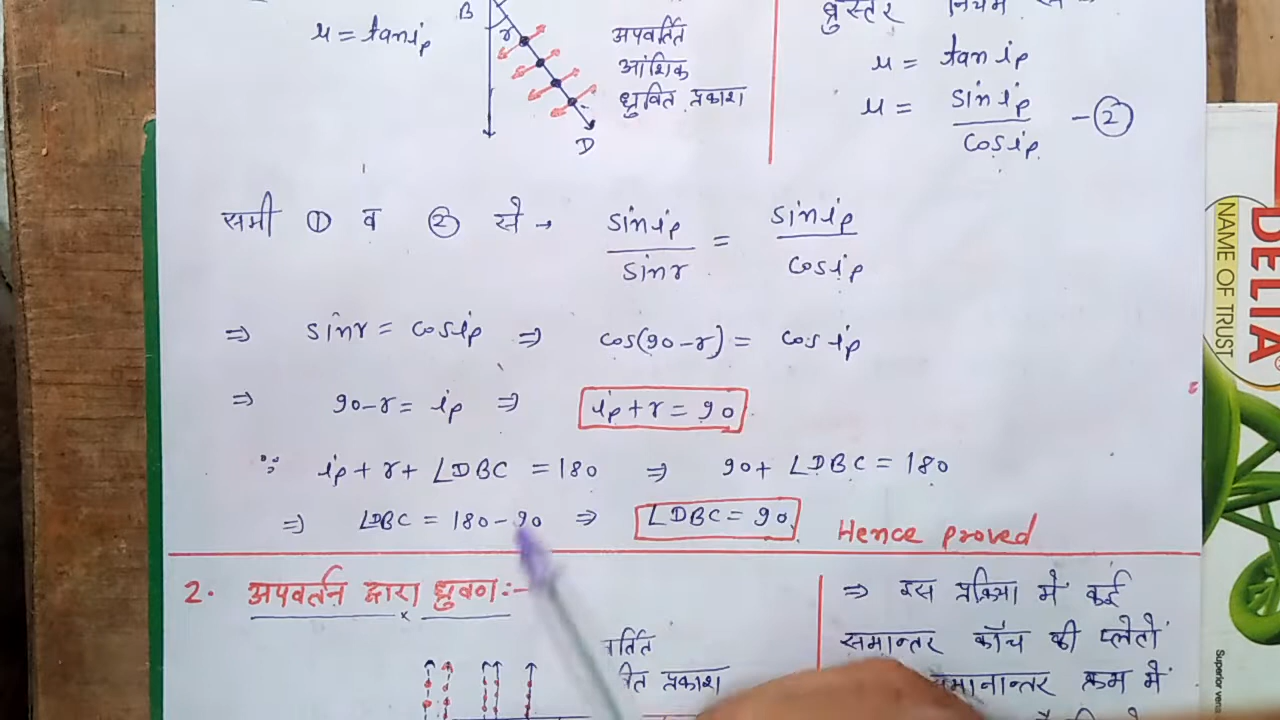 B
r
μ = tan ip
अपवर्तित
आंशिक
ध्रुवित प्रकाश
D
ब्रुस्टर नियम से
μ = tan ip
μ = sin ip / cos ip - ②
समी ① व ② से → sin ip / sin r = sin ip / cos ip
⇒ sin r = cos ip ⇒ cos(90-r) = cos ip
⇒ 90-r = ip ⇒ ip + r = 90
∵ ip + r + ∠DBC = 180 ⇒ 90 + ∠DBC = 180
⇒ ∠DBC = 180 - 90 ⇒ ∠DBC = 90 Hence proved
2. अपवर्तन द्वारा ध्रुवण :-
र्तित
प्रकाश
⇒ इस प्रक्रिया में कई
समान्तर काँच की प्लेटो
समानान्तर क्रम में
DELTA
NAME OF TRUST